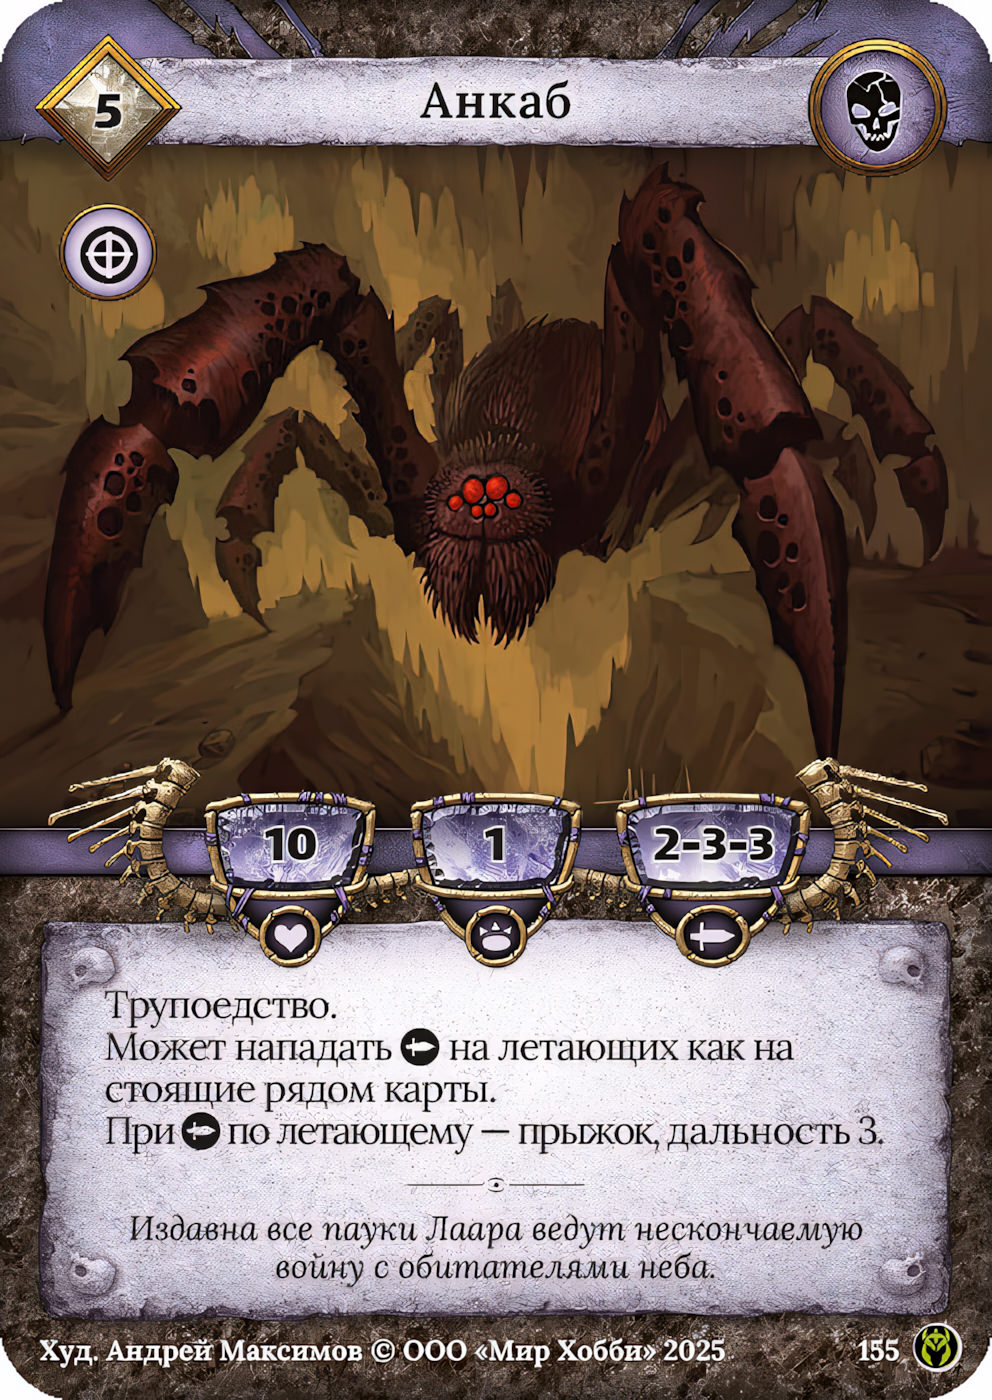 5
Анкаб
10
1
2-3-3
Трупоедство.
Может нападать на летающих как на
стоящие рядом карты.
При по летающему — прыжок, дальность 3.
Издавна все пауки Лаара ведут нескончаемую
войну с обитателями неба.
Худ. Андрей Максимов © ООО «Мир Хобби» 2025
155